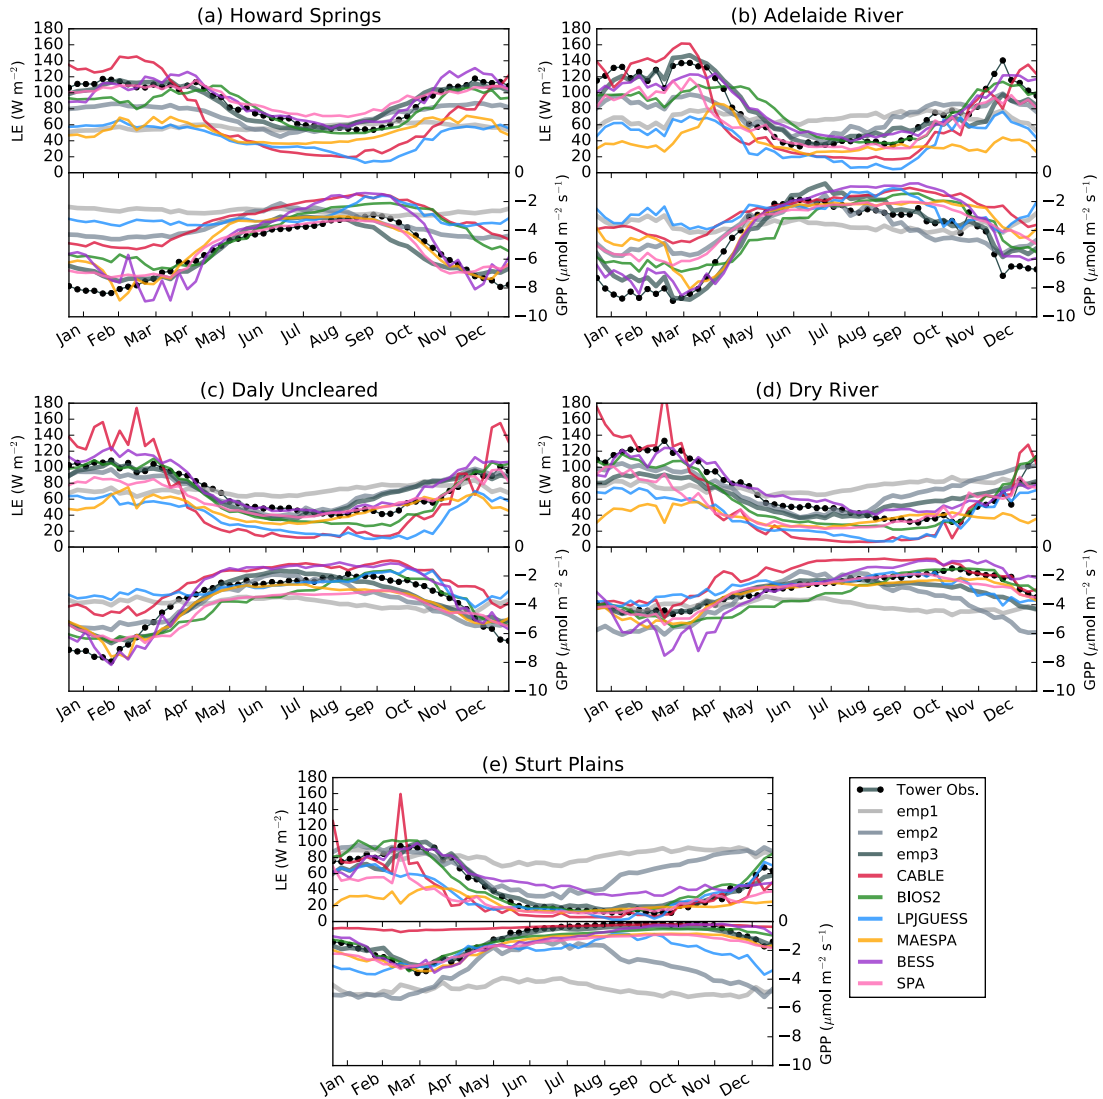 (a) Howard Springs
(b) Adelaide River
180
160
140
120
100
80
60
40
20
0
LE (W m⁻²)
0
−2
−4
−6
−8
−10
GPP (μmol m⁻² s⁻¹)
Jan Feb Mar Apr May Jun Jul Aug Sep Oct Nov Dec
180
160
140
120
100
80
60
40
20
0
LE (W m⁻²)
0
−2
−4
−6
−8
−10
GPP (μmol m⁻² s⁻¹)
Jan Feb Mar Apr May Jun Jul Aug Sep Oct Nov Dec
(c) Daly Uncleared
(d) Dry River
180
160
140
120
100
80
60
40
20
0
LE (W m⁻²)
0
−2
−4
−6
−8
−10
GPP (μmol m⁻² s⁻¹)
Jan Feb Mar Apr May Jun Jul Aug Sep Oct Nov Dec
180
160
140
120
100
80
60
40
20
0
LE (W m⁻²)
0
−2
−4
−6
−8
−10
GPP (μmol m⁻² s⁻¹)
Jan Feb Mar Apr May Jun Jul Aug Sep Oct Nov Dec
(e) Sturt Plains
180
160
140
120
100
80
60
40
20
0
LE (W m⁻²)
0
−2
−4
−6
−8
−10
GPP (μmol m⁻² s⁻¹)
Jan Feb Mar Apr May Jun Jul Aug Sep Oct Nov Dec
Tower Obs.
emp1
emp2
emp3
CABLE
BIOS2
LPJGUESS
MAESPA
BESS
SPA